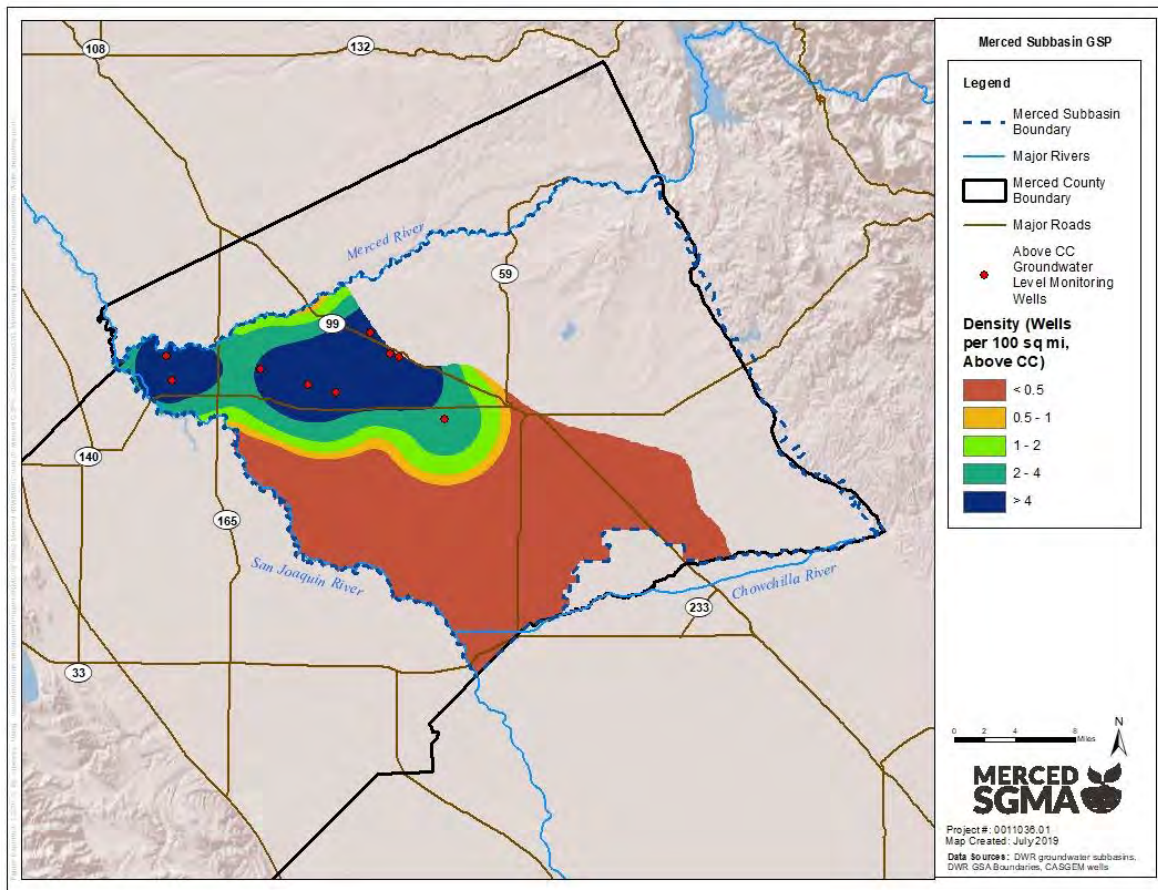 108
132
Merced River
59
99
140
165
San Joaquin River
Chowchilla River
233
33
Merced Subbasin GSP
Legend
Merced Subbasin
Boundary
Major Rivers
Merced County
Boundary
Major Roads
Above CC
Groundwater
Level Monitoring
Wells
Density (Wells
per 100 sq mi,
Above CC)
< 0.5
0.5 - 1
1 - 2
2 - 4
> 4
N
0 2 4 8
Miles
MERCED
SGMA
Project #: 0011036.01
Map Created: July 2019
Data Sources: DWR groundwater subbasins,
DWR GSA Boundaries, CASGEM wells